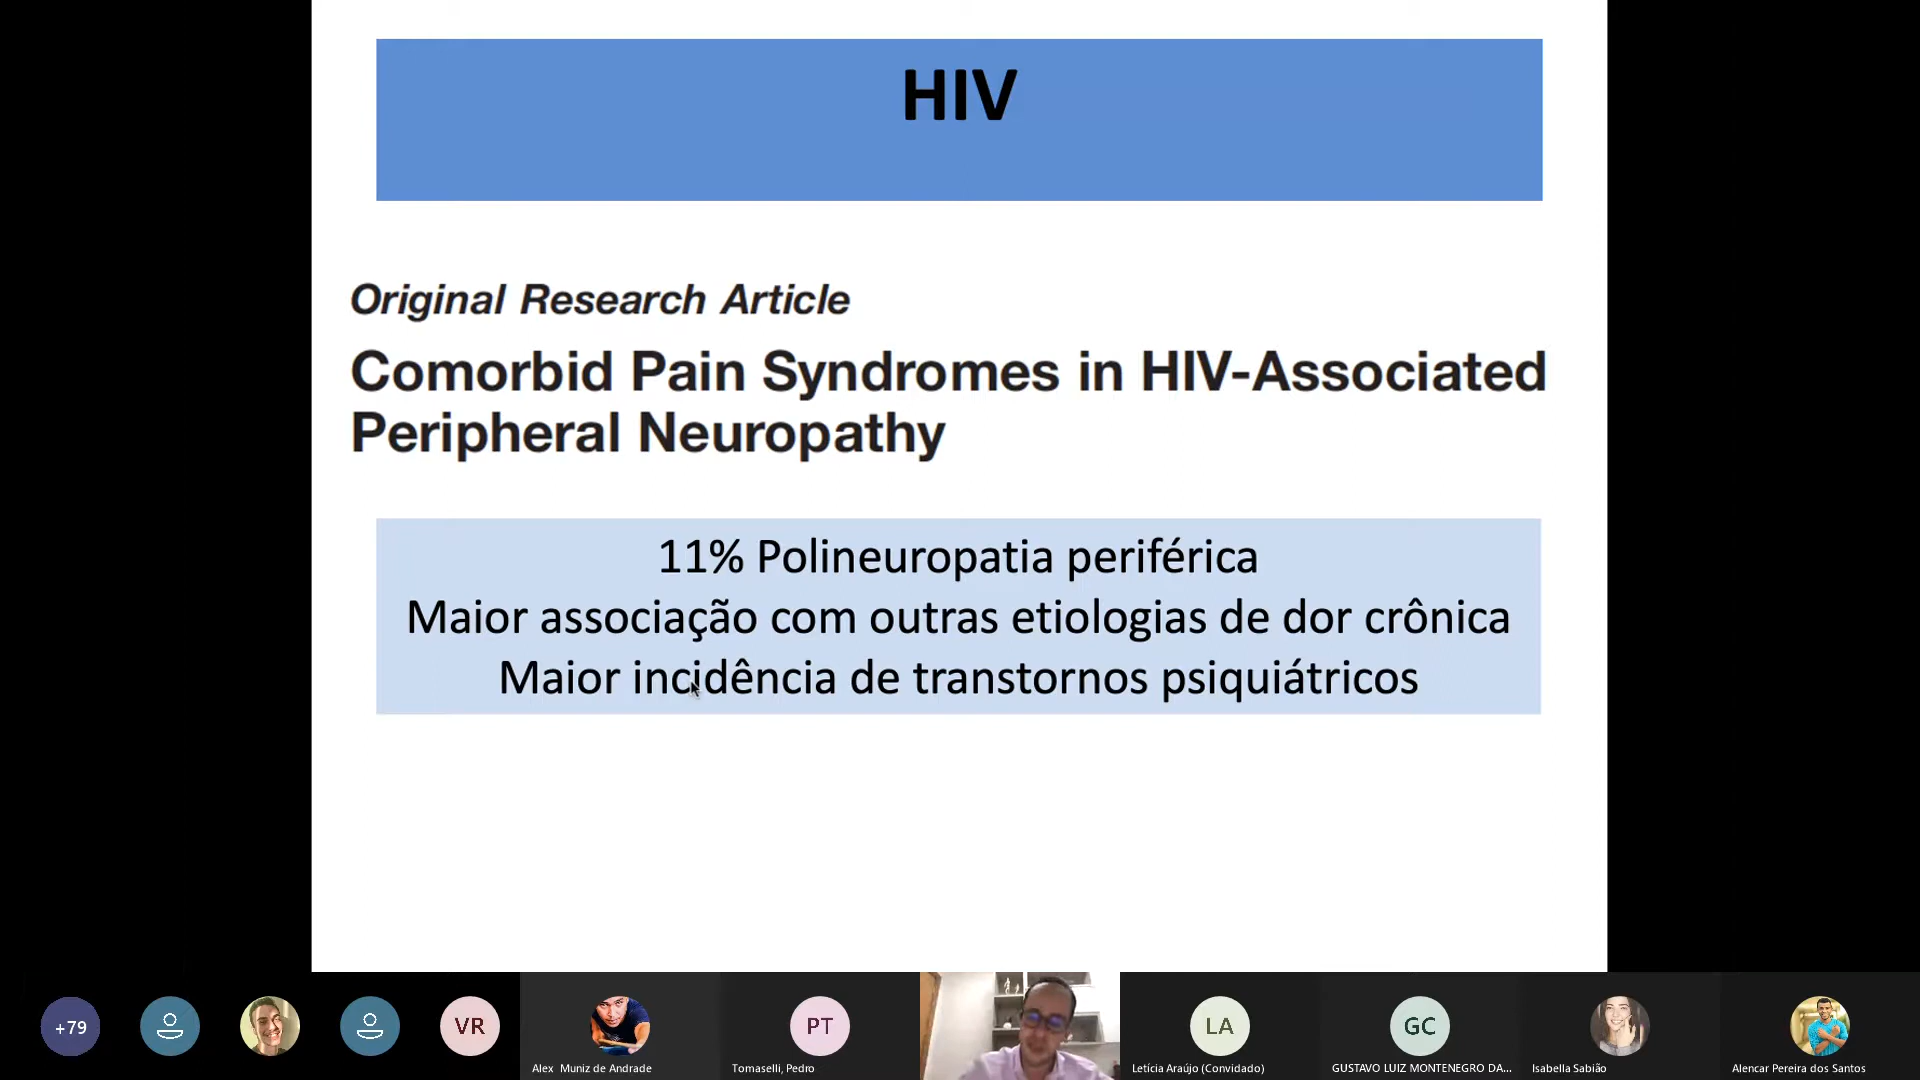 HIV
Original Research Article
Comorbid Pain Syndromes in HIV-Associated
Peripheral Neuropathy
11% Polineuropatia periférica
Maior associação com outras etiologias de dor crônica
Maior incidência de transtornos psiquiátricos
+79
VR
PT
LA
GC
Alex Muniz de Andrade
Tomaselli, Pedro
Letícia Araújo (Convidado)
GUSTAVO LUIZ MONTENEGRO DA...
Isabella Sabião
Alencar Pereira dos Santos